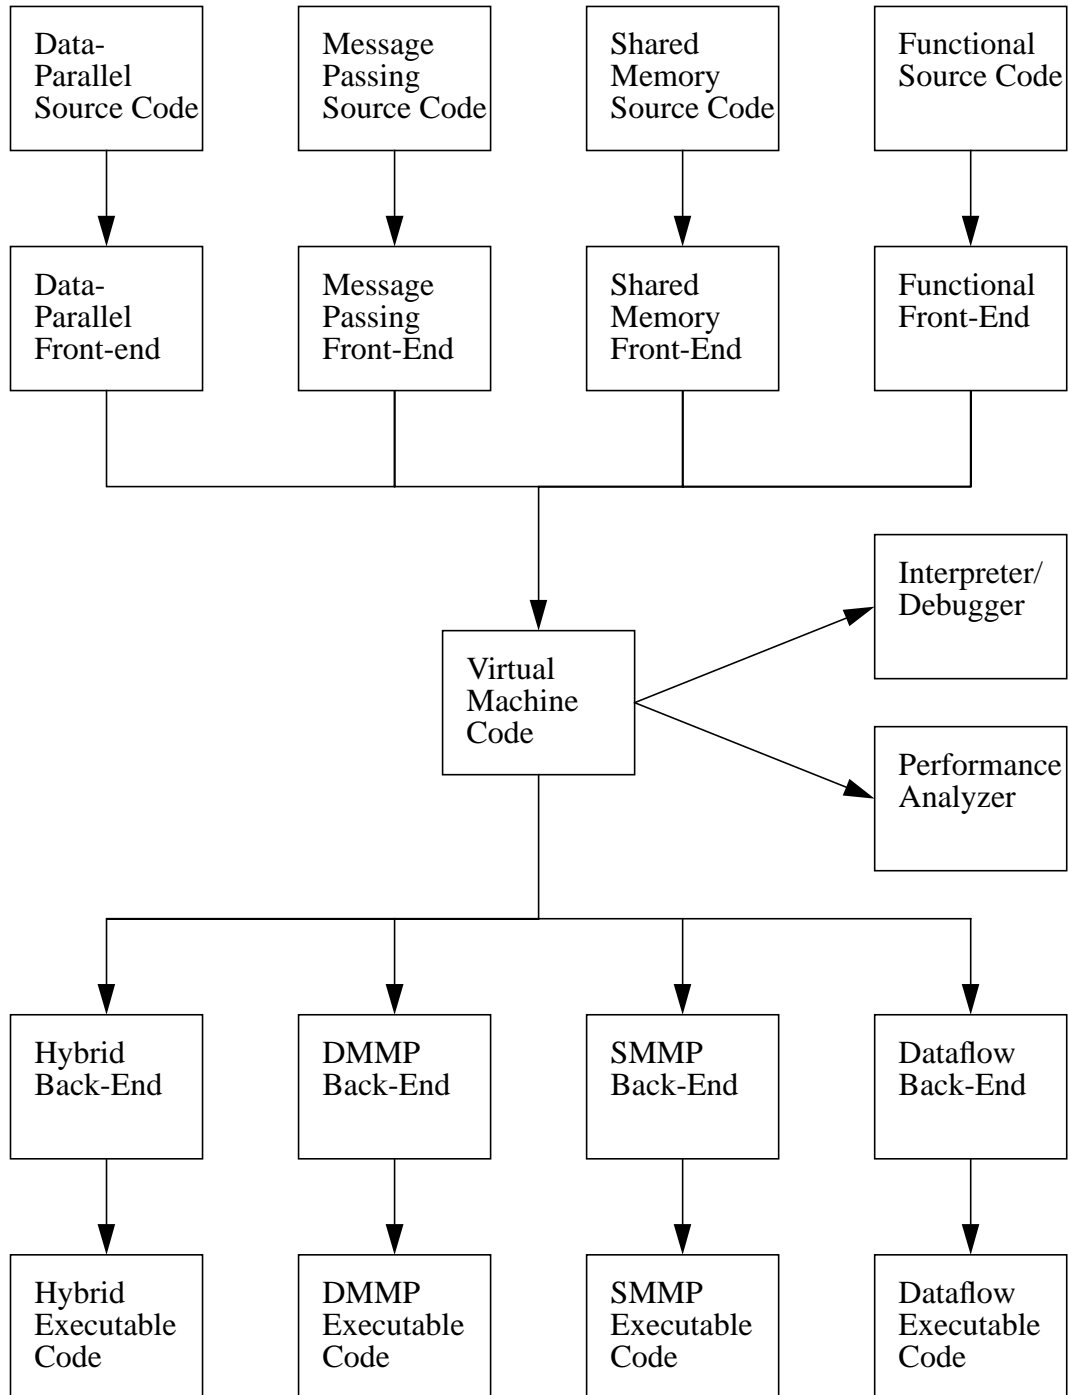 Data-
Parallel
Source Code
Message
Passing
Source Code
Shared
Memory
Source Code
Functional
Source Code
Data-
Parallel
Front-end
Message
Passing
Front-End
Shared
Memory
Front-End
Functional
Front-End
Interpreter/
Debugger
Virtual
Machine
Code
Performance
Analyzer
Hybrid
Back-End
DMMP
Back-End
SMMP
Back-End
Dataflow
Back-End
Hybrid
Executable
Code
DMMP
Executable
Code
SMMP
Executable
Code
Dataflow
Executable
Code